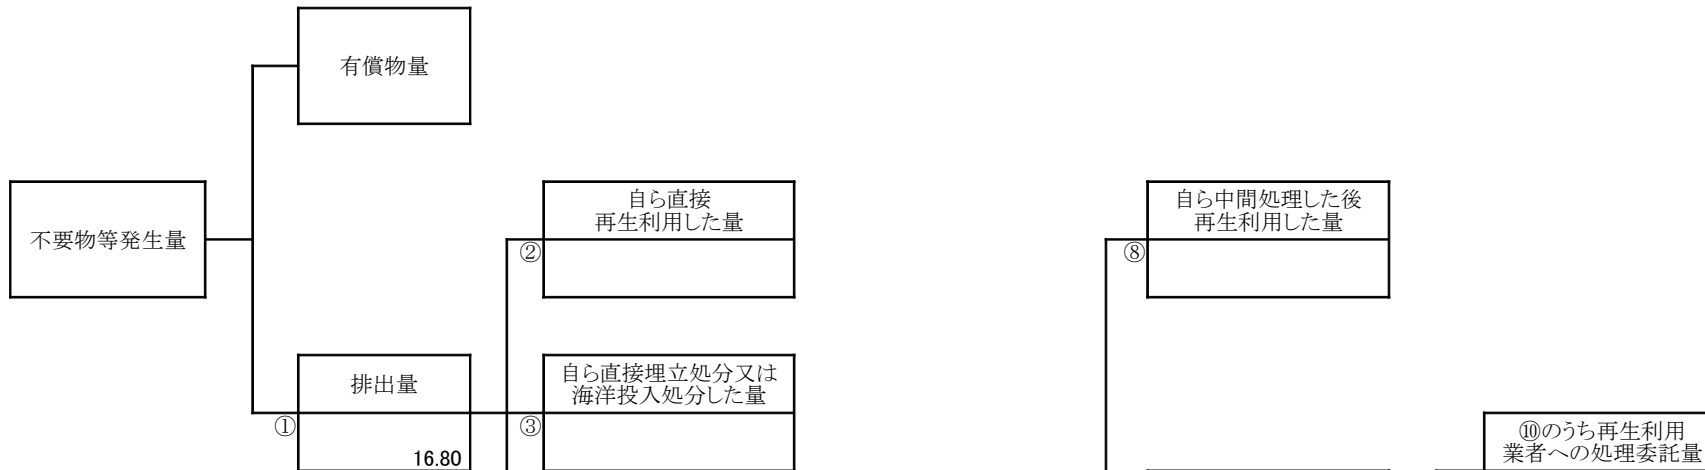 有償物量
不要物等発生量
自ら直接
再生利用した量
②
自ら中間処理した後
再生利用した量
⑧
排出量
①
16.80
自ら直接埋立処分又は
海洋投入処分した量
③
⑩のうち再生利用
業者への処理委託量